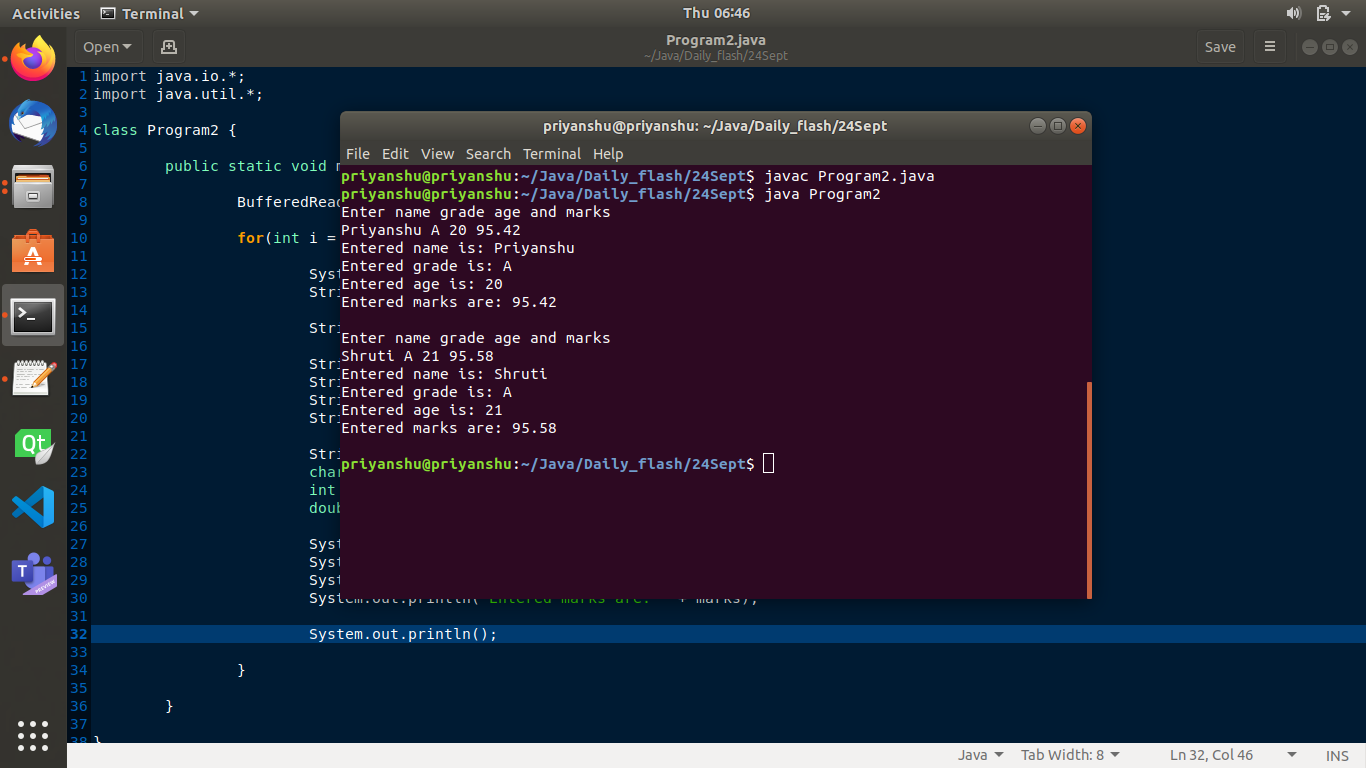 Activities Terminal Thu 06:46
Open Program2.java Save
~/Java/Daily_flash/24Sept
1 import java.io.*;
2 import java.util.*;
3
4 class Program2 {
5
6 public static void m
7
8 BufferedRead
9
10 for(int i =
11
12 Syst
13 Stri
14
15 Stri
16
17 Stri
18 Stri
19 Stri
20 Stri
21
22 Stri
23 char
24 int
25 doub
26
27 Syst
28 Syst
29 Syst
30 System.out.println("Entered marks are: " + marks);
31
32 System.out.println();
33
34 }
35
36 }
37
38 }
priyanshu@priyanshu: ~/Java/Daily_flash/24Sept
File Edit View Search Terminal Help
priyanshu@priyanshu:~/Java/Daily_flash/24Sept$ javac Program2.java
priyanshu@priyanshu:~/Java/Daily_flash/24Sept$ java Program2
Enter name grade age and marks
Priyanshu A 20 95.42
Entered name is: Priyanshu
Entered grade is: A
Entered age is: 20
Entered marks are: 95.42
Enter name grade age and marks
Shruti A 21 95.58
Entered name is: Shruti
Entered grade is: A
Entered age is: 21
Entered marks are: 95.58
priyanshu@priyanshu:~/Java/Daily_flash/24Sept$
Qt
T
PREVIEW
Java Tab Width: 8 Ln 32, Col 46 INS